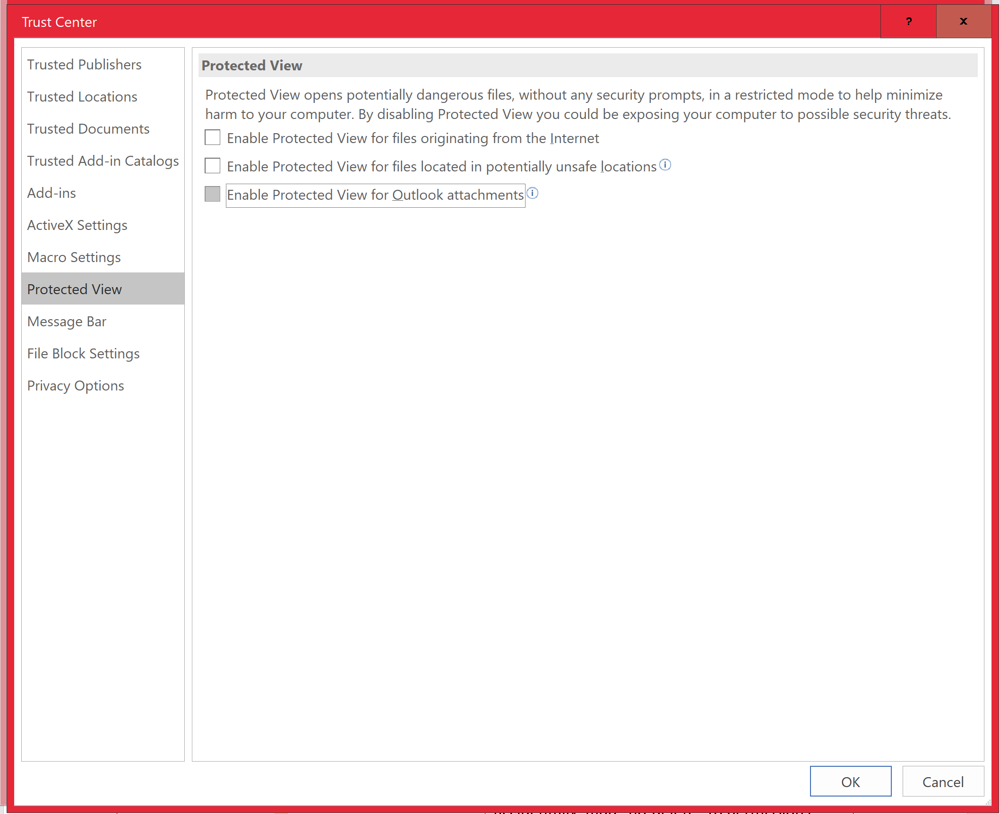 Trust Center
?
x
Trusted Publishers
Trusted Locations
Trusted Documents
Trusted Add-in Catalogs
Add-ins
ActiveX Settings
Macro Settings
Protected View
Message Bar
File Block Settings
Privacy Options
Protected View
Protected View opens potentially dangerous files, without any security prompts, in a restricted mode to help minimize
harm to your computer. By disabling Protected View you could be exposing your computer to possible security threats.
Enable Protected View for files originating from the Internet
Enable Protected View for files located in potentially unsafe locations
Enable Protected View for Outlook attachments
OK
Cancel